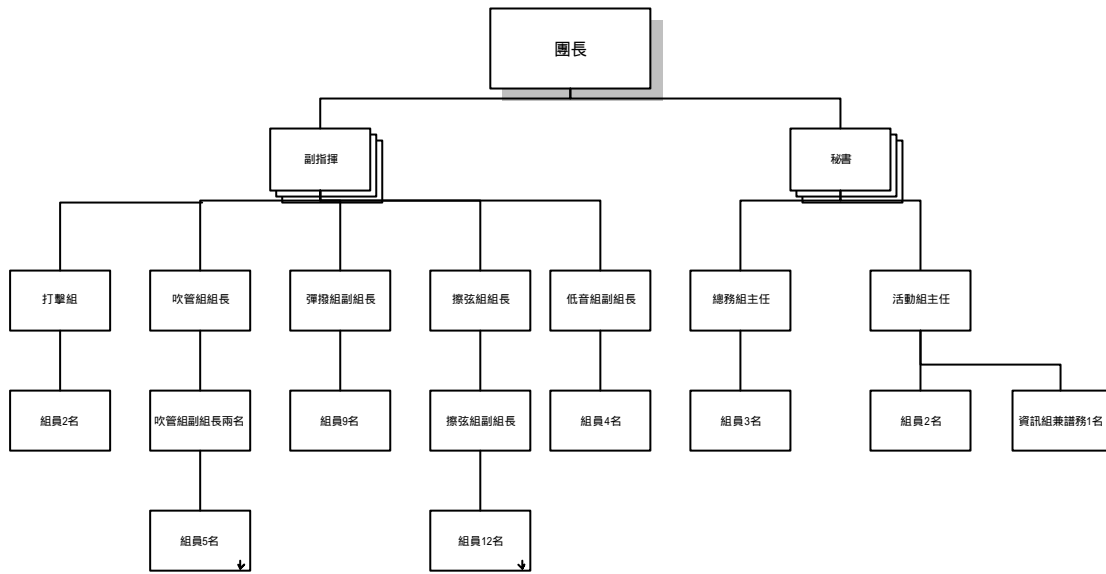 團長
副指揮
秘書
打擊組
吹管組組長
彈撥組副組長
擦弦組組長
低音組副組長
總務組主任
活動組主任
組員2名
吹管組副組長兩名
組員9名
擦弦組副組長
組員4名
組員3名
組員2名
資訊組兼譜務1名
組員5名
組員12名